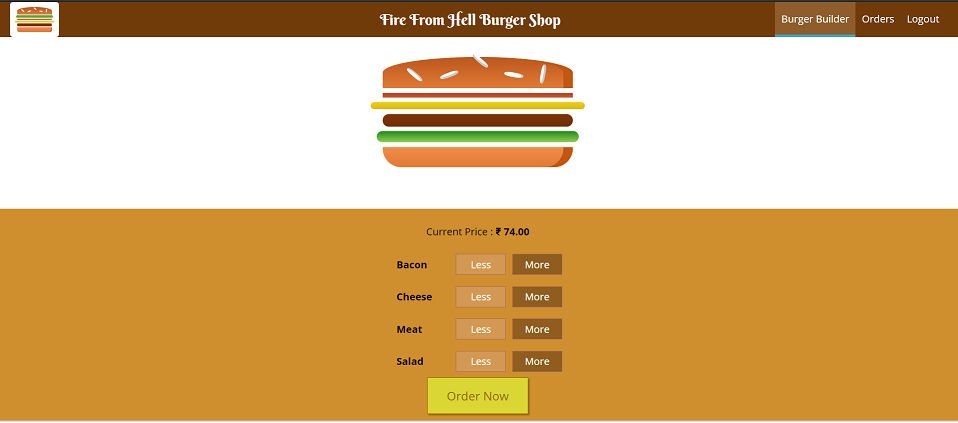 Fire From Hell Burger Shop
Burger Builder Orders Logout
Current Price : ₹ 74.00
Bacon Less More
Cheese Less More
Meat Less More
Salad Less More
Order Now